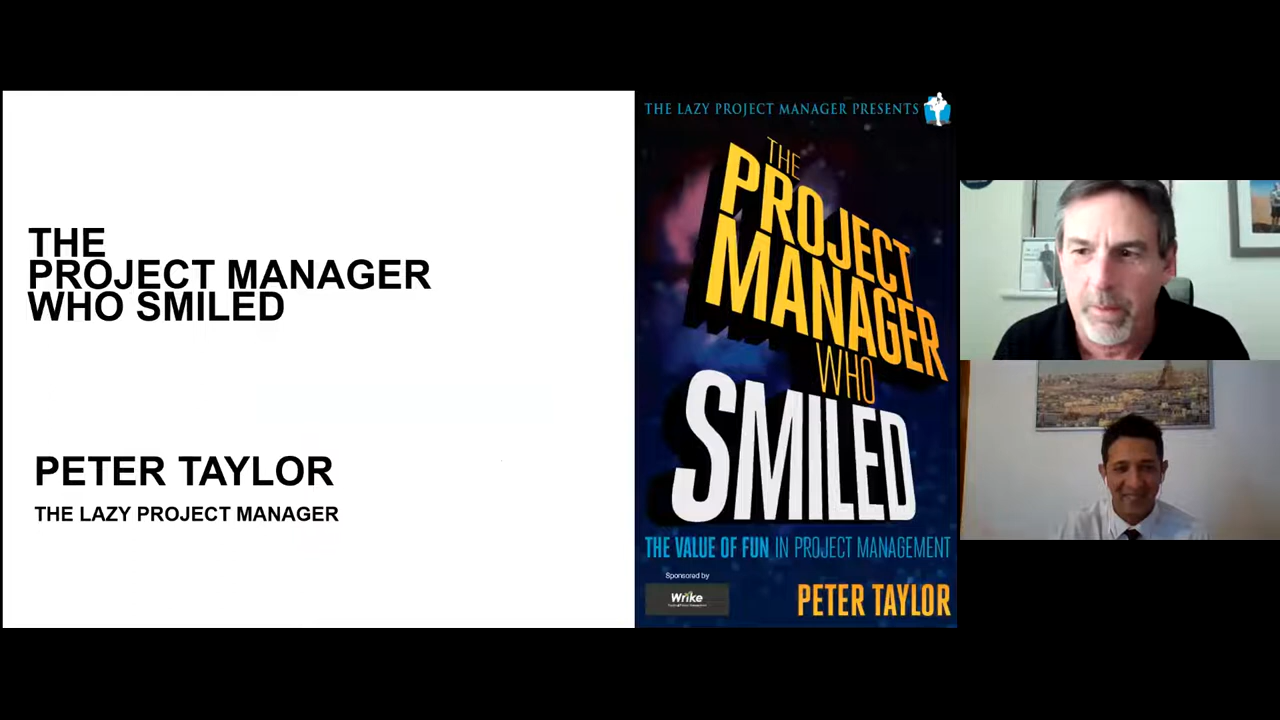 THE
PROJECT MANAGER
WHO SMILED
PETER TAYLOR
THE LAZY PROJECT MANAGER
THE LAZY PROJECT MANAGER PRESENTS
THE
PROJECT
MANAGER
WHO
SMILED
THE VALUE OF FUN IN PROJECT MANAGEMENT
Sponsored by
Wrike
PETER TAYLOR